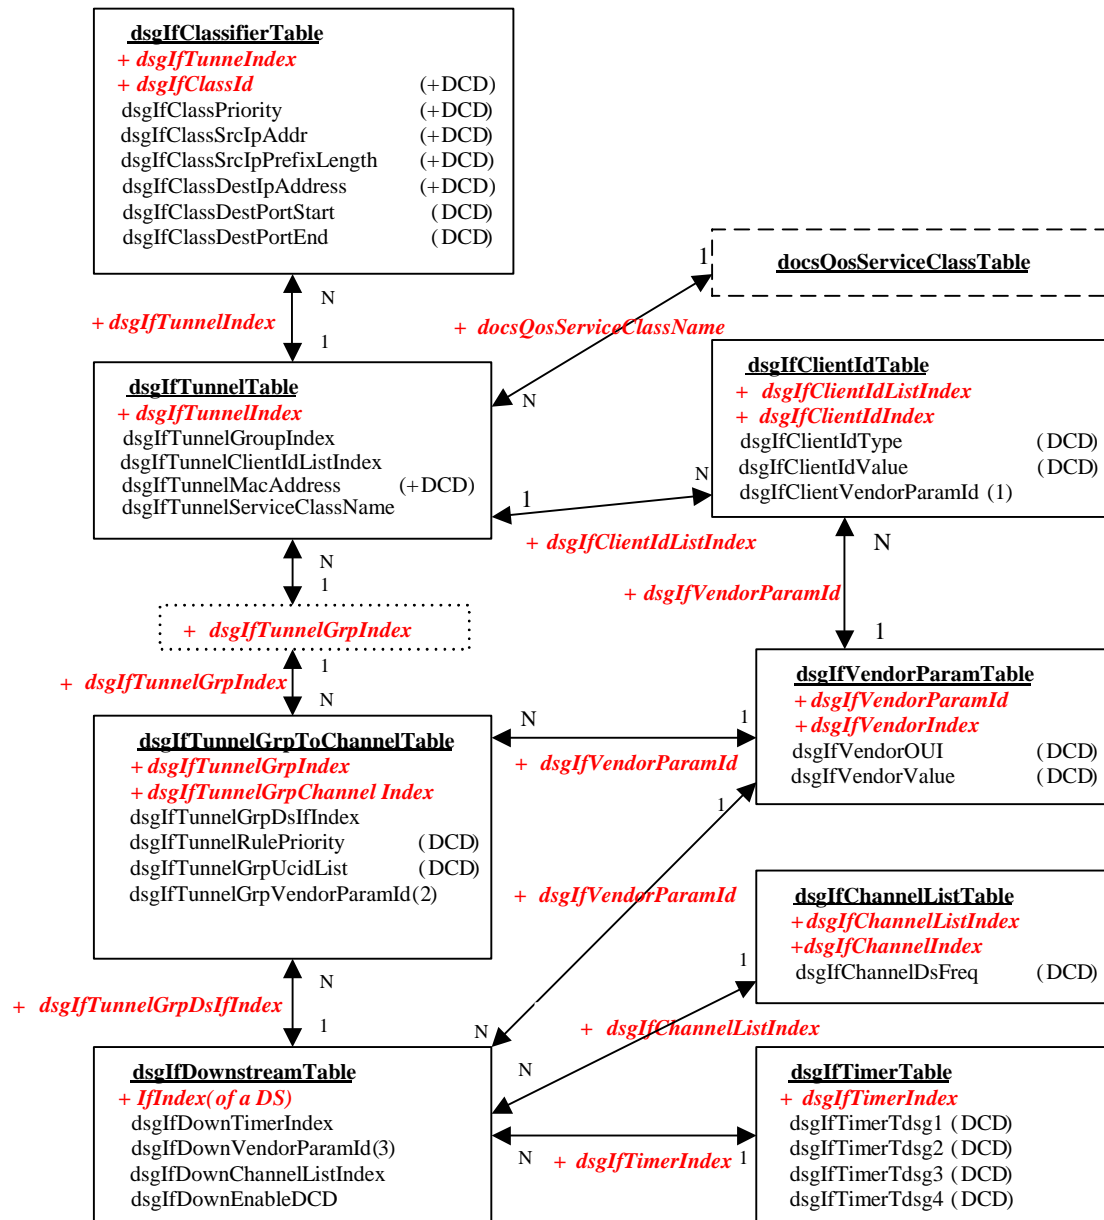 dsgIfClassifierTable
+ dsgIfTunneIndex
+ dsgIfClassId (+DCD)
dsgIfClassPriority (+DCD)
dsgIfClassSrcIpAddr (+DCD)
dsgIfClassSrcIpPrefixLength (+DCD)
dsgIfClassDestIpAddress (+DCD)
dsgIfClassDestPortStart (DCD)
dsgIfClassDestPortEnd (DCD)
N
+ dsgIfTunnelIndex
1
1
docsQosServiceClassTable
+ docsQosServiceClassName
N
dsgIfTunnelTable
+ dsgIfTunnelIndex
dsgIfTunnelGroupIndex
dsgIfTunnelClientIdListIndex
dsgIfTunnelMacAddress (+DCD)
dsgIfTunnelServiceClassName
dsgIfClientIdTable
+ dsgIfClientIdListIndex
+ dsgIfClientIdIndex
dsgIfClientIdType (DCD)
dsgIfClientIdValue (DCD)
dsgIfClientVendorParamId (1)
N
1
+ dsgIfClientIdListIndex
N
1
+ dsgIfTunnelGrpIndex
1
+ dsgIfTunnelGrpIndex
N
N
+ dsgIfVendorParamId
1
dsgIfVendorParamTable
+ dsgIfVendorParamId
+ dsgIfVendorIndex
dsgIfVendorOUI (DCD)
dsgIfVendorValue (DCD)
N
1
+ dsgIfVendorParamId
dsgIfTunnelGrpToChannelTable
+ dsgIfTunnelGrpIndex
+ dsgIfTunnelGrpChannel Index
dsgIfTunnelGrpDsIfIndex
dsgIfTunnelRulePriority (DCD)
dsgIfTunnelGrpUcidList (DCD)
dsgIfTunnelGrpVendorParamId(2)
1
+ dsgIfVendorParamId
N
dsgIfChannelListTable
+dsgIfChannelListIndex
+dsgIfChannelIndex
dsgIfChannelDsFreq (DCD)
1
+ dsgIfChannelListIndex
N
N
+ dsgIfTunnelGrpDsIfIndex
1
dsgIfDownstreamTable
+ IfIndex(of a DS)
dsgIfDownTimerIndex
dsgIfDownVendorParamId(3)
dsgIfDownChannelListIndex
dsgIfDownEnableDCD
N
+ dsgIfTimerIndex
1
dsgIfTimerTable
+ dsgIfTimerIndex
dsgIfTimerTdsg1 (DCD)
dsgIfTimerTdsg2 (DCD)
dsgIfTimerTdsg3 (DCD)
dsgIfTimerTdsg4 (DCD)